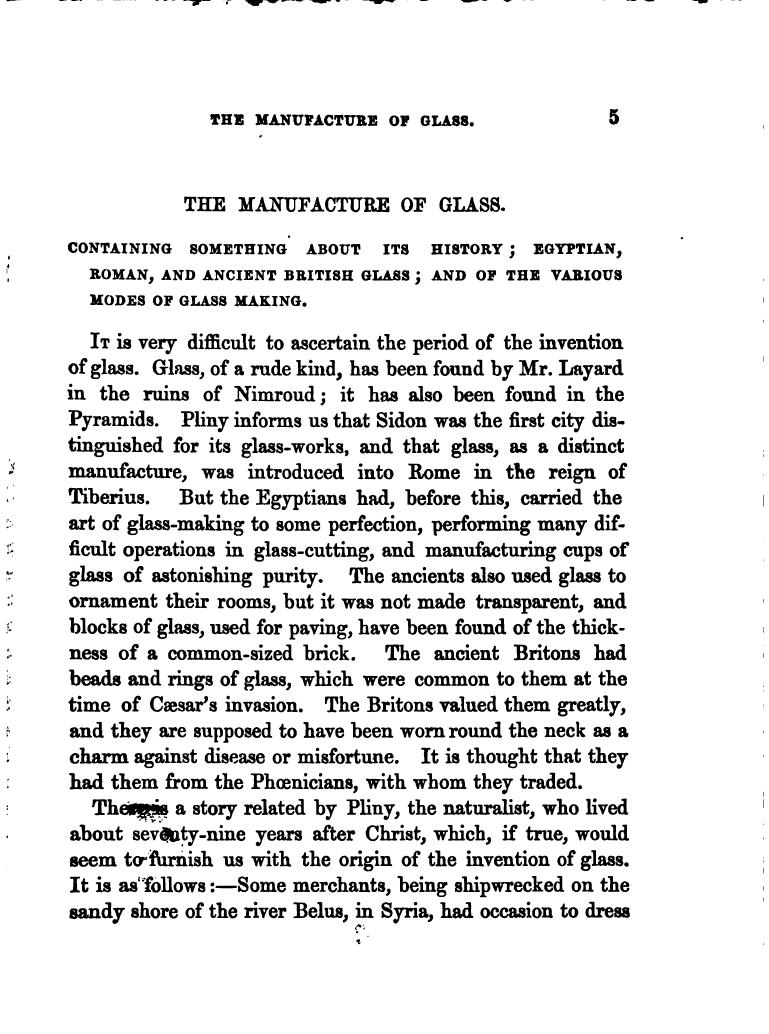 THE MANUFACTURE OF GLASS. 5
THE MANUFACTURE OF GLASS.
CONTAINING SOMETHING ABOUT ITS HISTORY; EGYPTIAN,
ROMAN, AND ANCIENT BRITISH GLASS; AND OF THE VARIOUS
MODES OF GLASS MAKING.
IT is very difficult to ascertain the period of the invention
of glass. Glass, of a rude kind, has been found by Mr. Layard
in the ruins of Nimroud; it has also been found in the
Pyramids. Pliny informs us that Sidon was the first city dis-
tinguished for its glass-works, and that glass, as a distinct
manufacture, was introduced into Rome in the reign of
Tiberius. But the Egyptians had, before this, carried the
art of glass-making to some perfection, performing many dif-
ficult operations in glass-cutting, and manufacturing cups of
glass of astonishing purity. The ancients also used glass to
ornament their rooms, but it was not made transparent, and
blocks of glass, used for paving, have been found of the thick-
ness of a common-sized brick. The ancient Britons had
beads and rings of glass, which were common to them at the
time of Cæsar's invasion. The Britons valued them greatly,
and they are supposed to have been worn round the neck as a
charm against disease or misfortune. It is thought that they
had them from the Phœnicians, with whom they traded.
There is a story related by Pliny, the naturalist, who lived
about seventy-nine years after Christ, which, if true, would
seem to furnish us with the origin of the invention of glass.
It is as follows:—Some merchants, being shipwrecked on the
sandy shore of the river Belus, in Syria, had occasion to dress